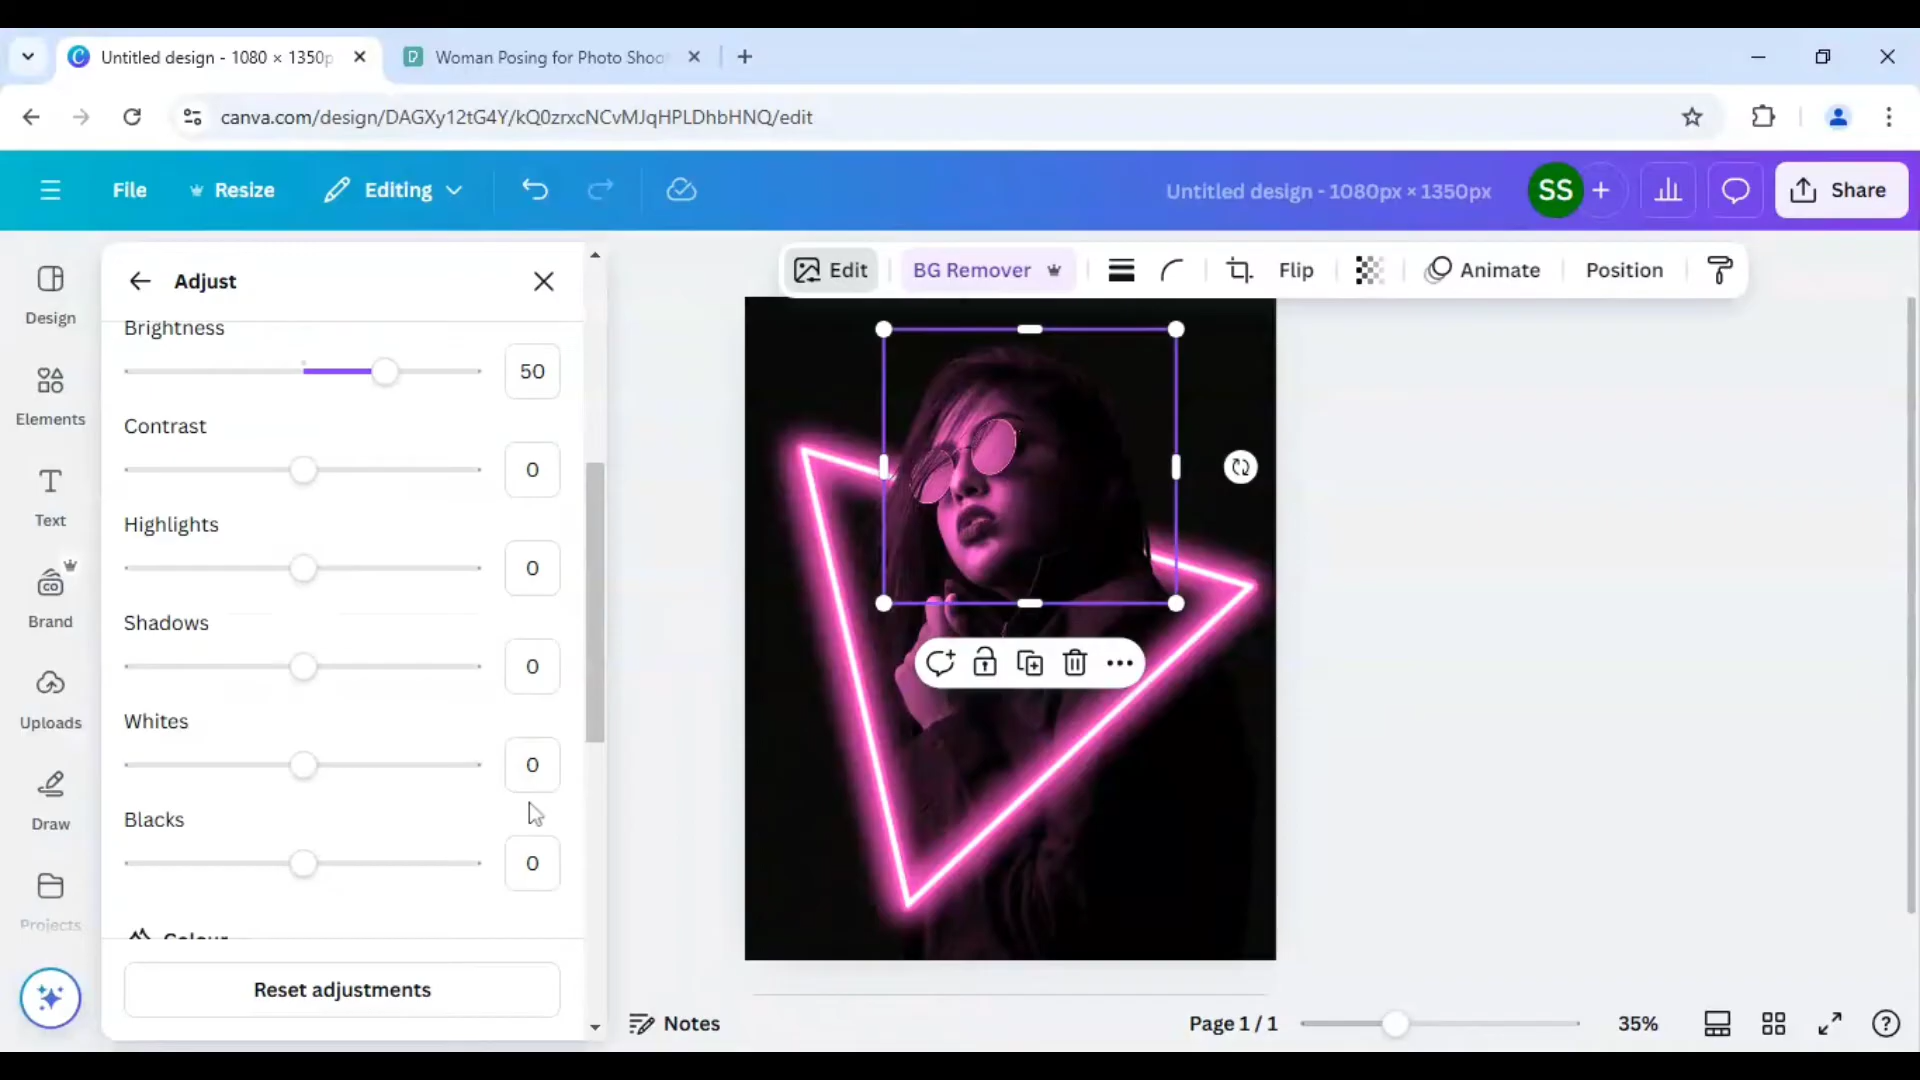 Untitled design - 1080 × 1350p
Woman Posing for Photo Shoo
canva.com/design/DAGXy12tG4Y/kQ0zrxcNCvMJqHPLDhbHNQ/edit
File
Resize
Editing
Untitled design - 1080px × 1350px
SS
Share
Design
Elements
Text
Brand
Uploads
Draw
Projects
Adjust
Brightness
50
Contrast
0
Highlights
0
Shadows
0
Whites
0
Blacks
0
Colour
Reset adjustments
Edit
BG Remover
Flip
Animate
Position
Notes
Page 1 / 1
35%